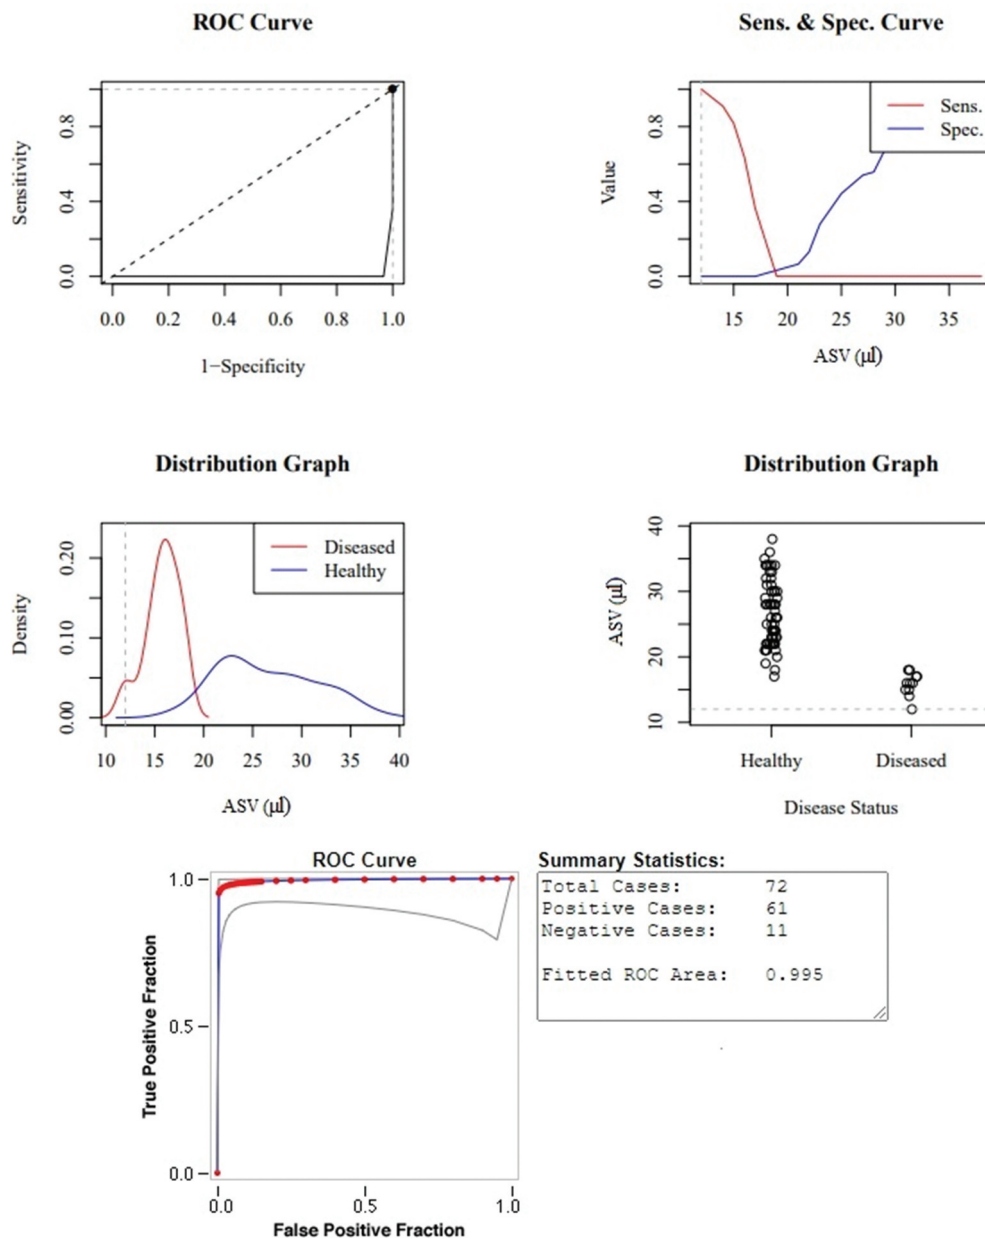 ROC Curve
Sensitivity
0.0 0.4 0.8
0.0 0.2 0.4 0.6 0.8 1.0
1−Specificity
Sens. & Spec. Curve
Value
0.0 0.4 0.8
Sens.
Spec.
15 20 25 30 35
ASV (µl)
Distribution Graph
Density
0.00 0.10 0.20
Diseased
Healthy
10 15 20 25 30 35 40
ASV (µl)
Distribution Graph
ASV (µl)
10 20 30 40
Healthy Diseased
Disease Status
ROC Curve
True Positive Fraction
1.0
0.5
0.0
0.0 0.5 1.0
False Positive Fraction
Summary Statistics:
Total Cases: 72
Positive Cases: 61
Negative Cases: 11
Fitted ROC Area: 0.995